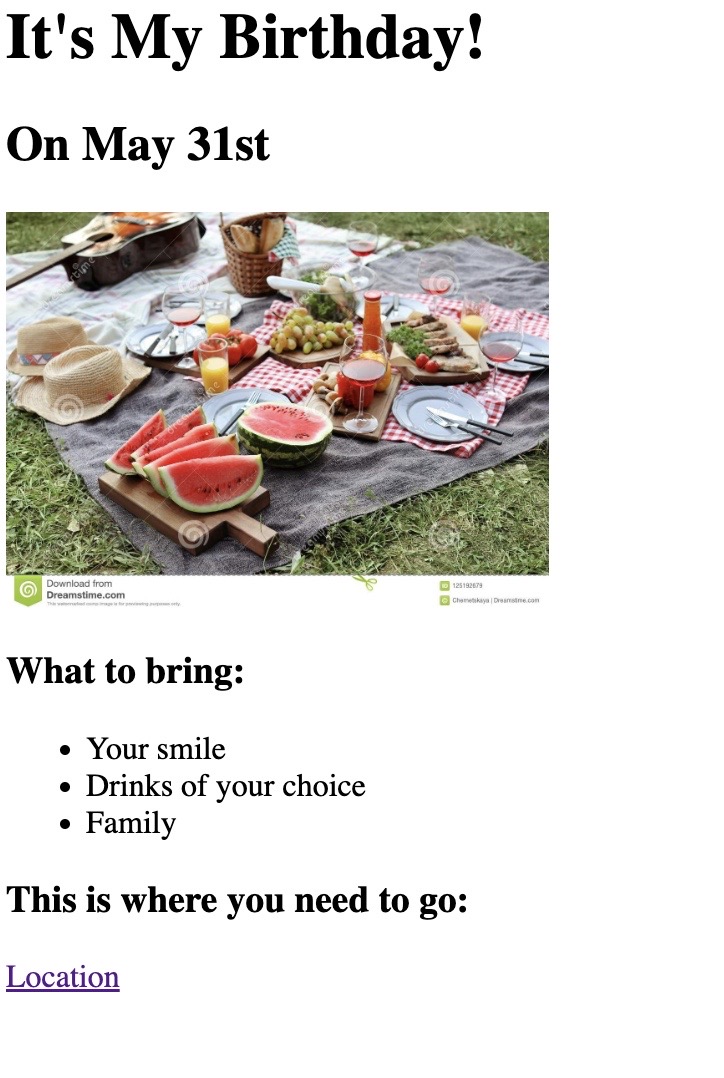 It's My Birthday!
On May 31st
Download from
Dreamstime.com
This watermarked comp image is for previewing purposes only.
ID 125192679
Chernetskaya | Dreamstime.com
What to bring:
Your smile
Drinks of your choice
Family
This is where you need to go:
Location